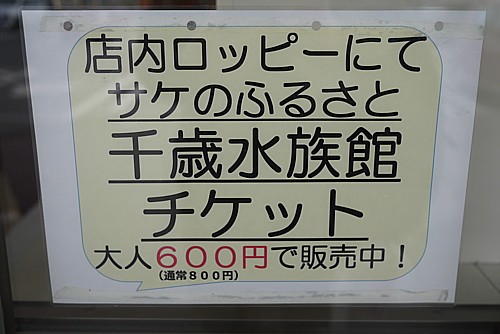 店内ロッピーにて
サケのふるさと
千歳水族館
チケット
大人600円で販売中!
(通常800円)